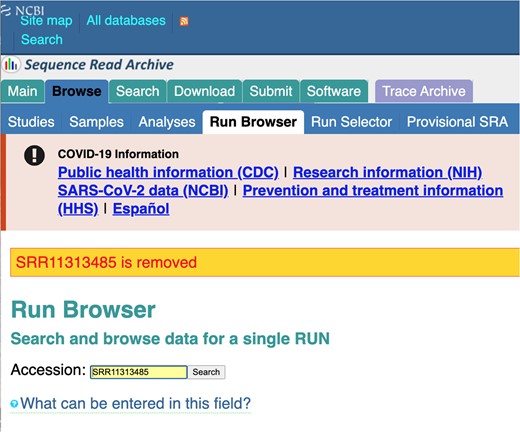 NCBI
Site map All databases
Search
Sequence Read Archive
Main Browse Search Download Submit Software Trace Archive
Studies Samples Analyses Run Browser Run Selector Provisional SRA
COVID-19 Information
Public health information (CDC) | Research information (NIH)
SARS-CoV-2 data (NCBI) | Prevention and treatment information
(HHS) | Español
SRR11313485 is removed
Run Browser
Search and browse data for a single RUN
Accession: SRR11313485 Search
What can be entered in this field?